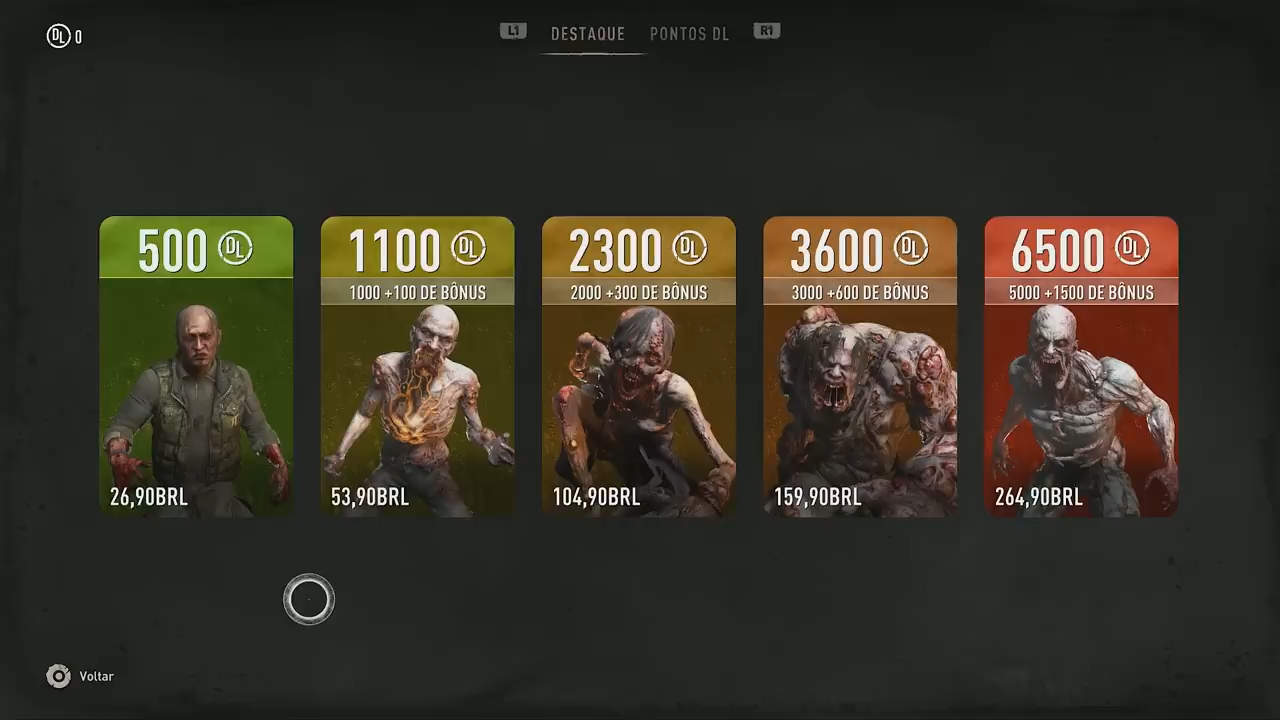 DL 0
L1 DESTAQUE PONTOS DL R1
500 DL
1100 DL
2300 DL
3600 DL
6500 DL
1000 +100 DE BÔNUS
2000 +300 DE BÔNUS
3000 +600 DE BÔNUS
5000 +1500 DE BÔNUS
26,90BRL
53,90BRL
104,90BRL
159,90BRL
264,90BRL
Voltar